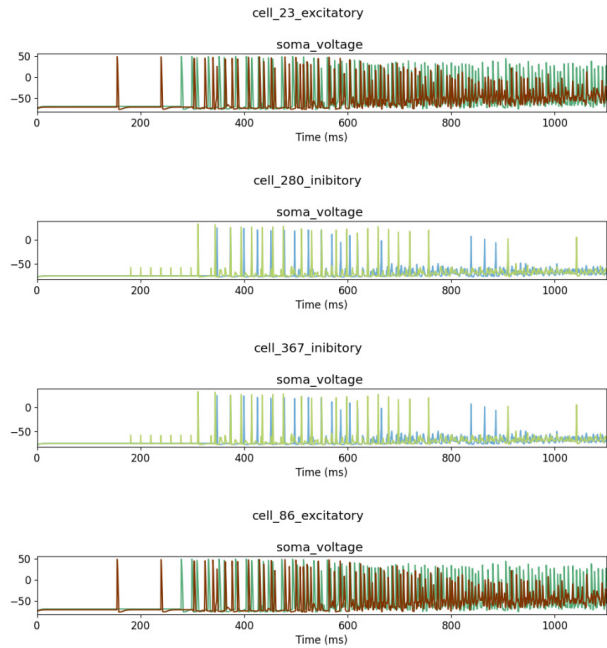 cell_23_excitatory
soma_voltage
50
0
−50
0
200
400
600
800
1000
Time (ms)
cell_280_inibitory
soma_voltage
0
−50
0
200
400
600
800
1000
Time (ms)
cell_367_inibitory
soma_voltage
0
−50
0
200
400
600
800
1000
Time (ms)
cell_86_excitatory
soma_voltage
50
0
−50
0
200
400
600
800
1000
Time (ms)